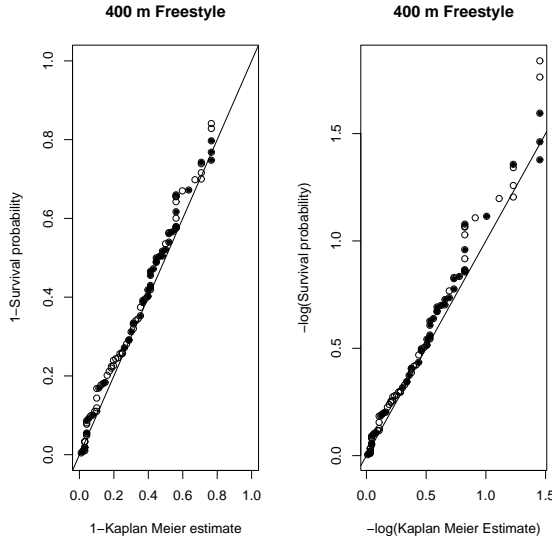 400 m Freestyle
1−Survival probability
0.0 0.2 0.4 0.6 0.8 1.0
0.0 0.2 0.4 0.6 0.8 1.0
1−Kaplan Meier estimate
400 m Freestyle
−log(Survival probability)
0.0 0.5 1.0 1.5
0.0 0.5 1.0 1.5
−log(Kaplan Meier Estimate)